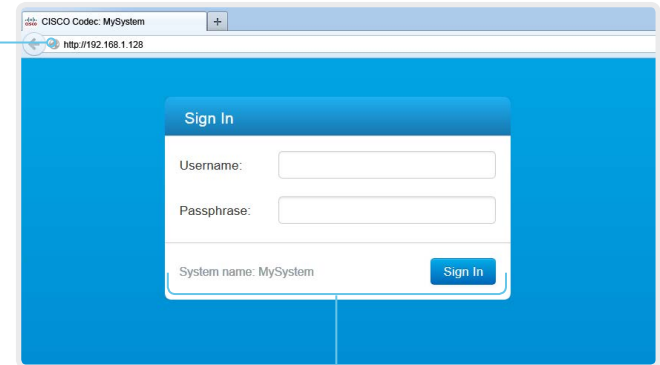 CISCO Codec: MySystem
+
http://192.168.1.128
Sign In
Username:
Passphrase:
System name: MySystem
Sign In